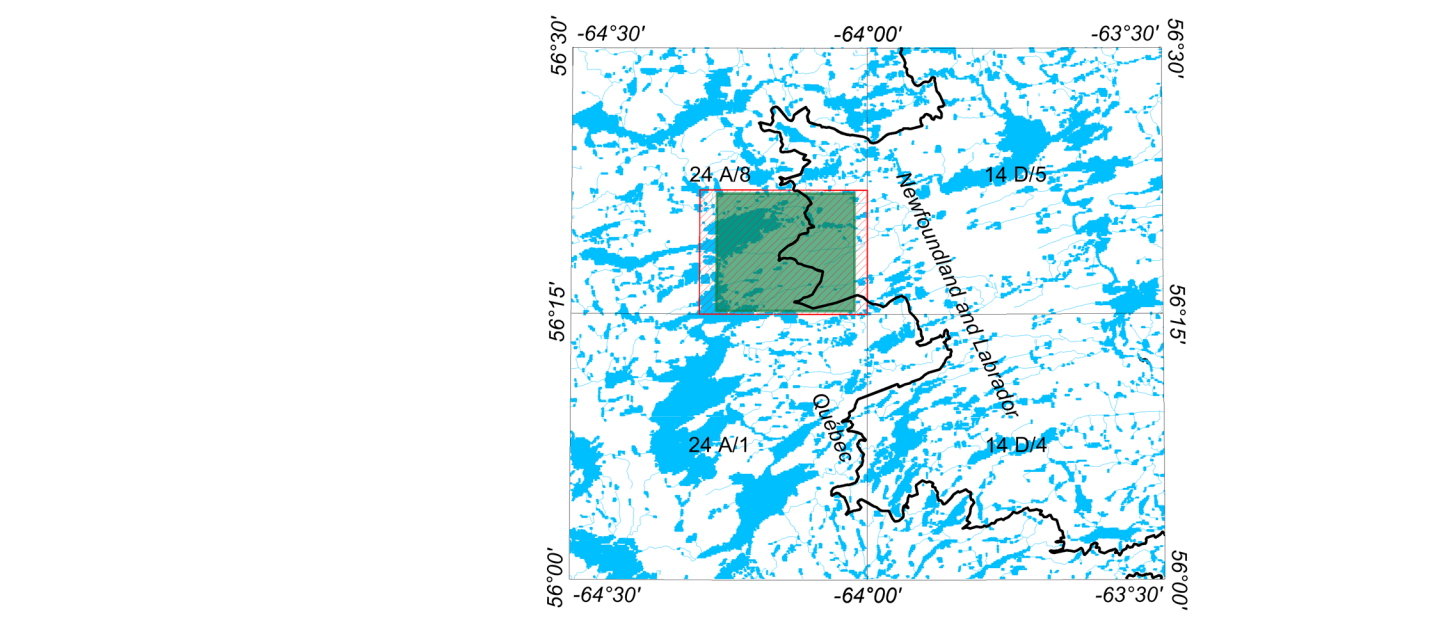 -64°30' -64°00' -63°30'
56°30' 56°30'
24 A/8 14 D/5
Newfoundland and Labrador
56°15' 56°15'
Québec
24 A/1 14 D/4
56°00' 56°00'
-64°30' -64°00' -63°30'